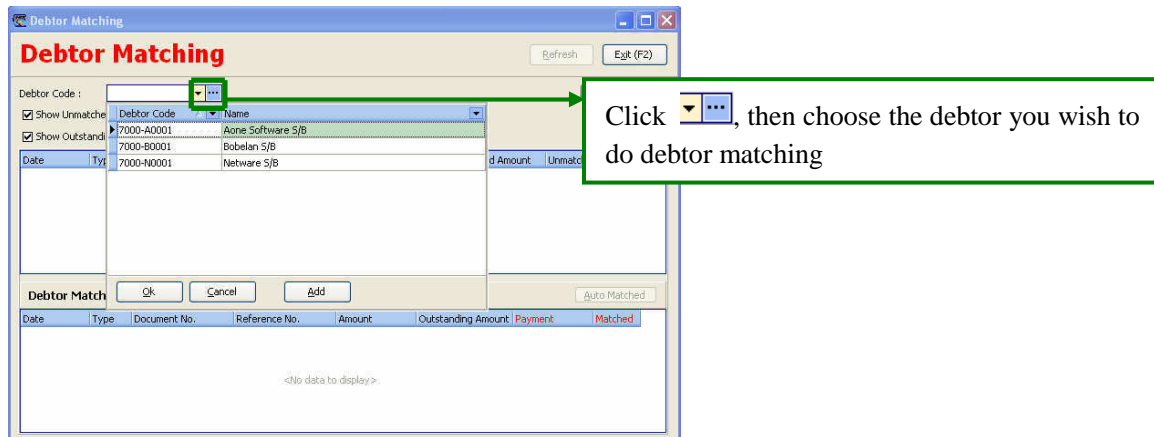 Debtor Matching
Debtor Matching
Refresh
Exit (F2)
Debtor Code :
Show Unmatche
Show Outstandi
Debtor Code
Name
7000-A0001 Aone Software S/B
7000-B0001 Bobelan S/B
7000-N0001 Netware S/B
Date Typ d Amount Unmatc
Ok Cancel Add
Click , then choose the debtor you wish to
do debtor matching
Debtor Match
Auto Matched
Date Type Document No. Reference No. Amount Outstanding Amount Payment Matched
<No data to display>